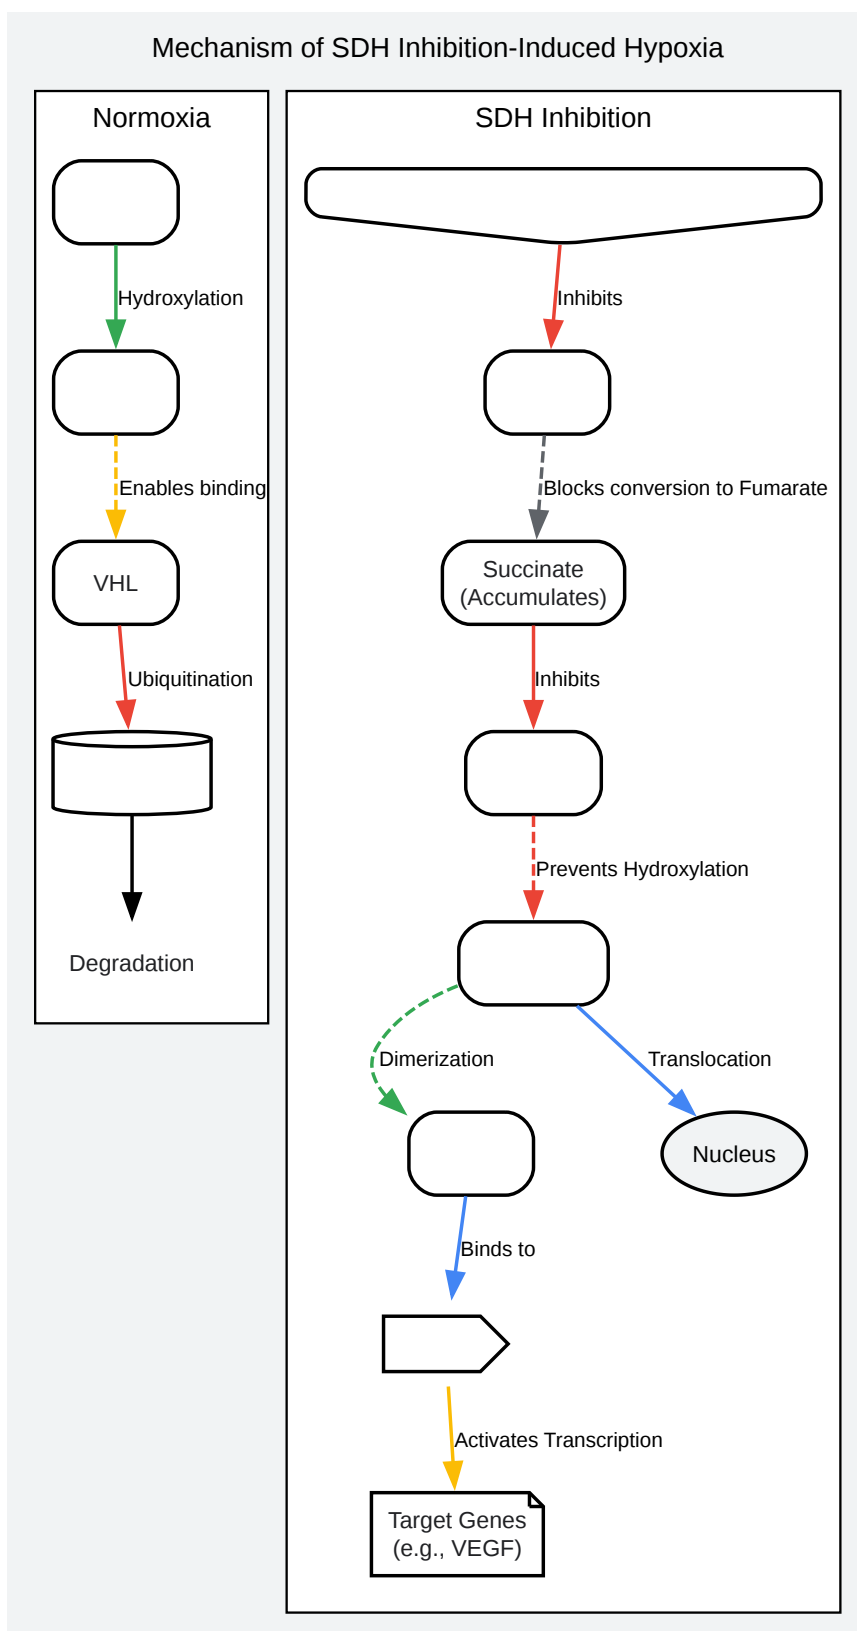 Mechanism of SDH Inhibition-Induced Hypoxia
Normoxia
Hydroxylation
Enables binding
VHL
Ubiquitination
Degradation
SDH Inhibition
Inhibits
Blocks conversion to Fumarate
Succinate
(Accumulates)
Inhibits
Prevents Hydroxylation
Dimerization
Translocation
Nucleus
Binds to
Activates Transcription
Target Genes
(e.g., VEGF)